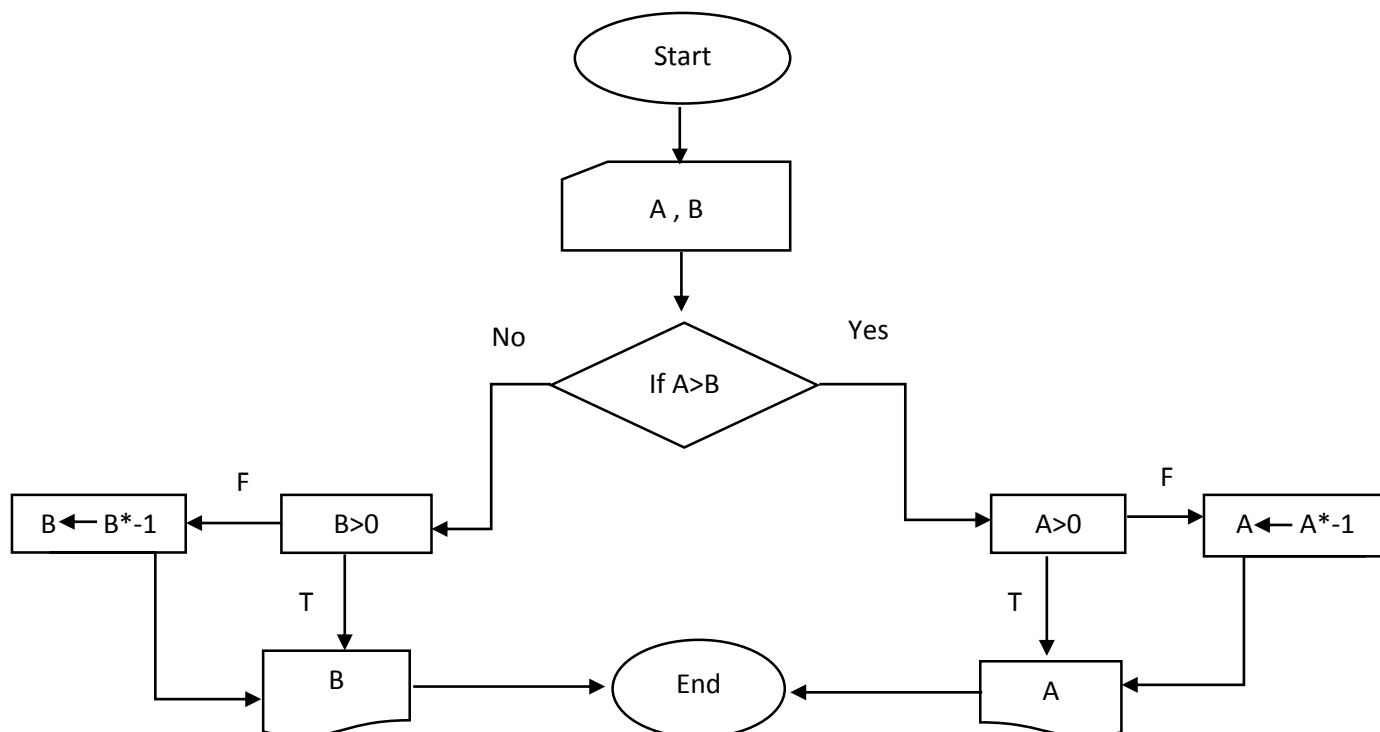 Start
A , B
No
Yes
If A>B
F
F
B B*-1
B>0
A>0
A A*-1
T
T
B
End
A